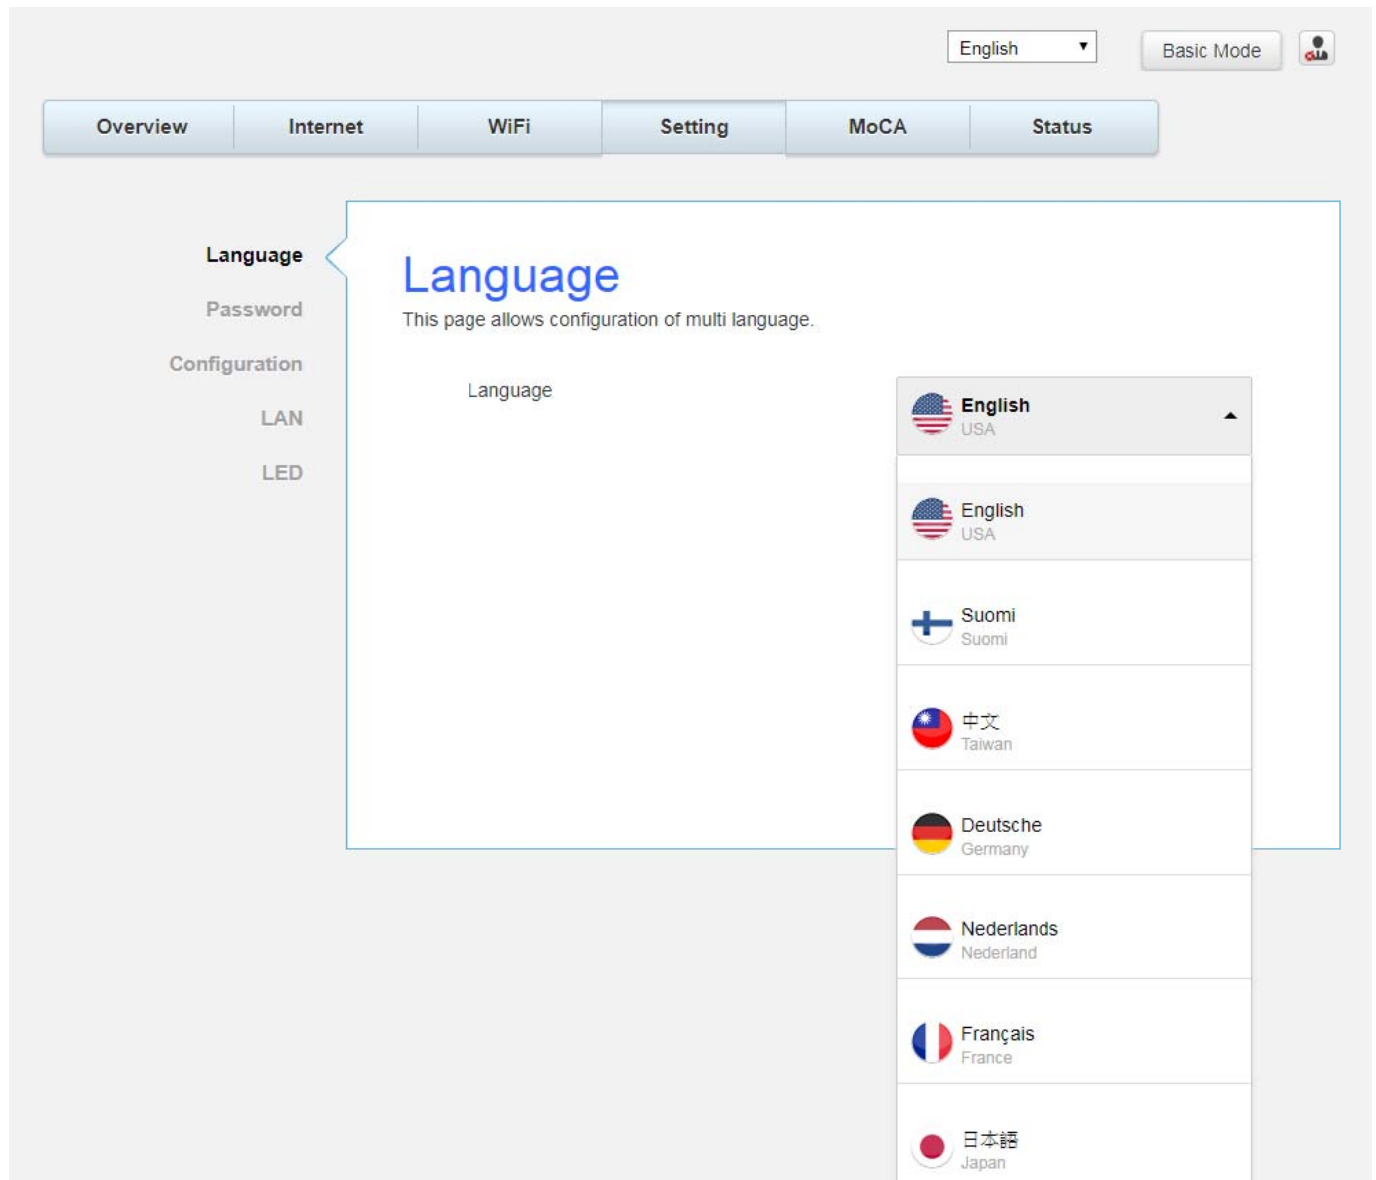 English
Basic Mode
Overview Internet WiFi Setting MoCA Status
Language
Password
Configuration
LAN
LED
Language
This page allows configuration of multi language.
Language
English
USA
English
USA
Suomi
Suomi
中文
Taiwan
Deutsche
Germany
Nederlands
Nederland
Français
France
日本語
Japan